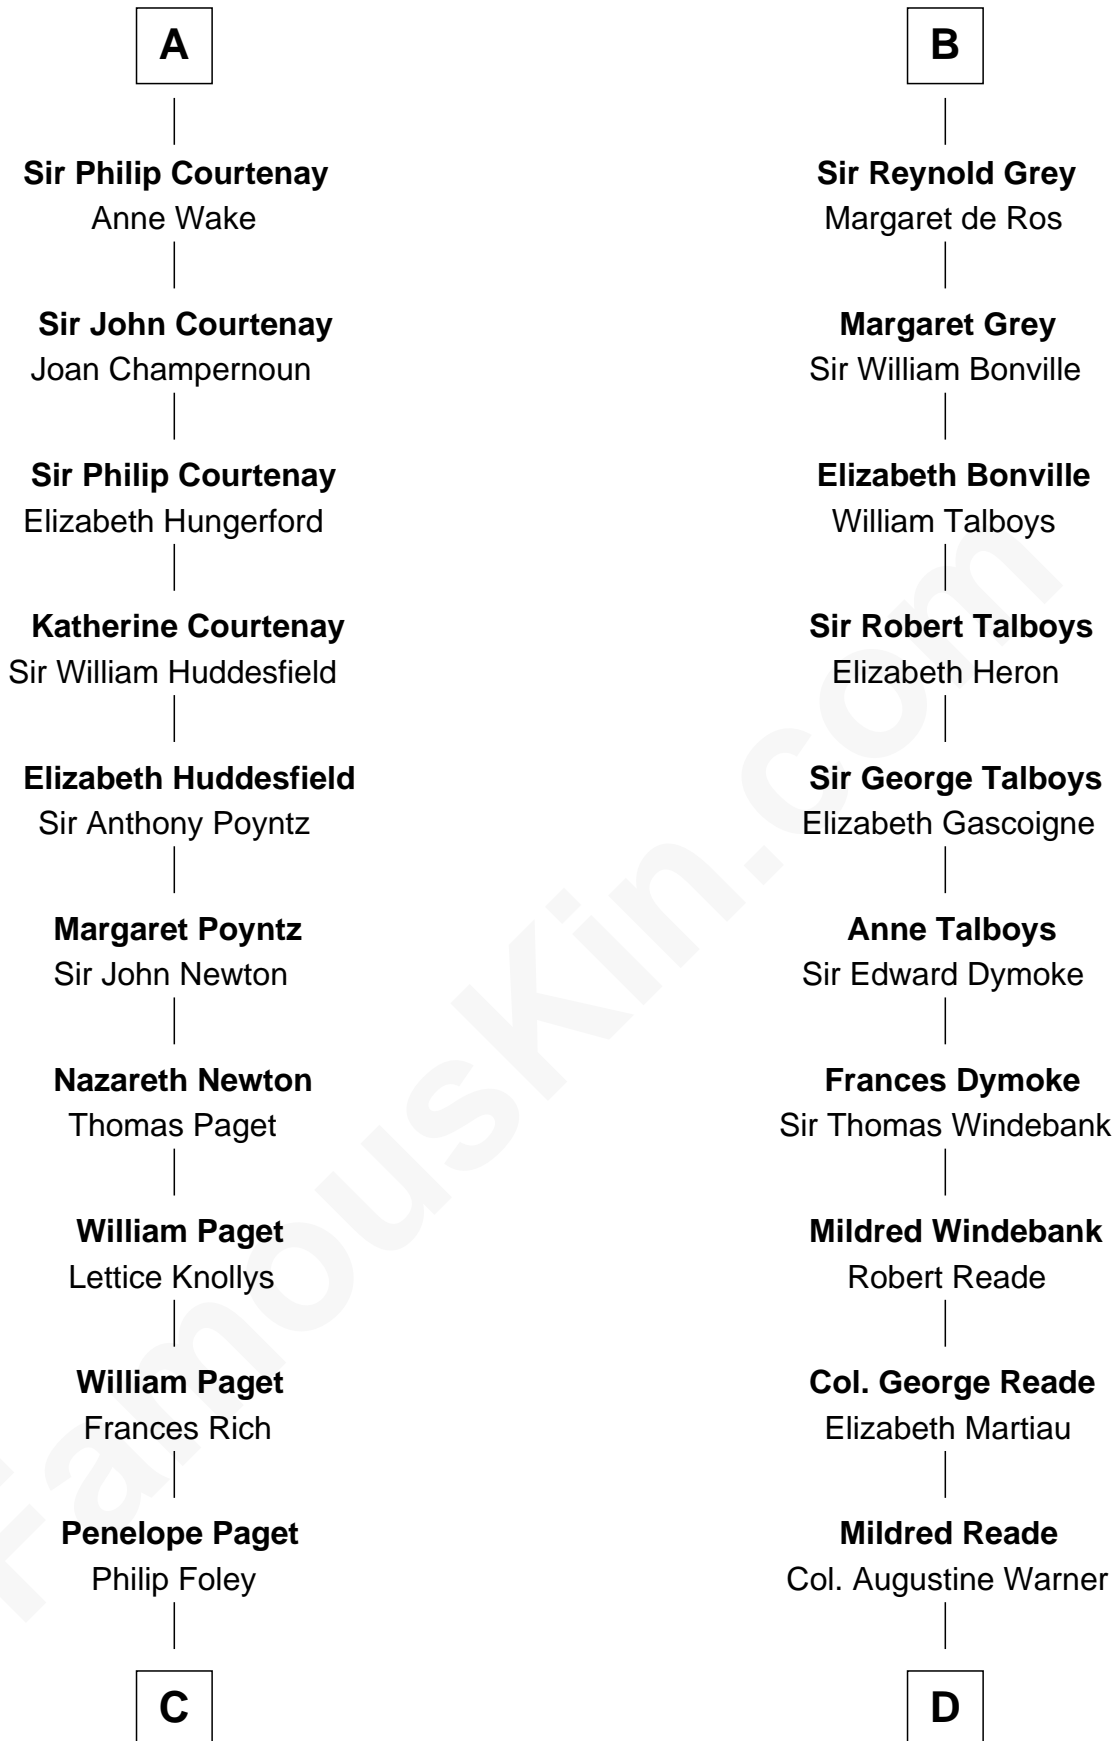 A
Sir Philip Courtenay
Anne Wake
Sir John Courtenay
Joan Champernoun
Sir Philip Courtenay
Elizabeth Hungerford
Katherine Courtenay
Sir William Huddesfield
Elizabeth Huddesfield
Sir Anthony Poyntz
Margaret Poyntz
Sir John Newton
Nazareth Newton
Thomas Paget
William Paget
Lettice Knollys
William Paget
Frances Rich
Penelope Paget
Philip Foley
C
B
Sir Reynold Grey
Margaret de Ros
Margaret Grey
Sir William Bonville
Elizabeth Bonville
William Talboys
Sir Robert Talboys
Elizabeth Heron
Sir George Talboys
Elizabeth Gascoigne
Anne Talboys
Sir Edward Dymoke
Frances Dymoke
Sir Thomas Windebank
Mildred Windebank
Robert Reade
Col. George Reade
Elizabeth Martiau
Mildred Reade
Col. Augustine Warner
D
FamousKin.com